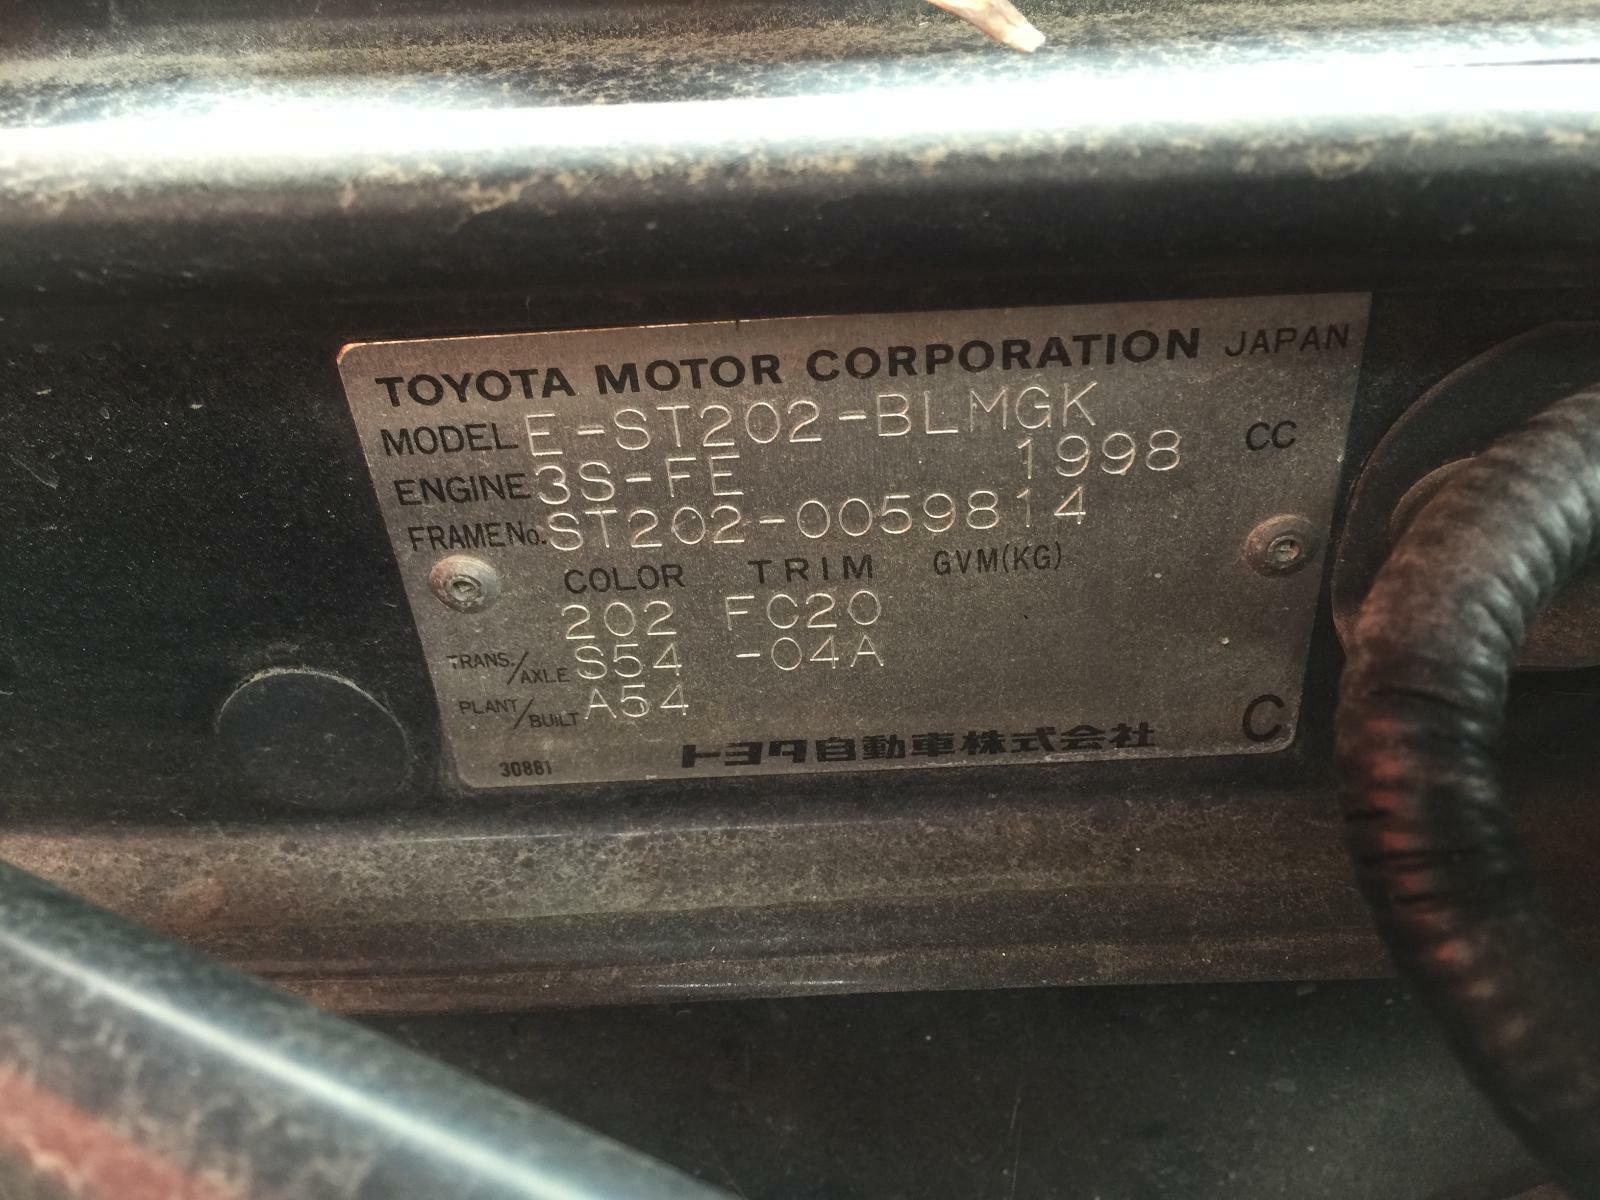 TOYOTA MOTOR CORPORATION JAPAN
MODEL E-ST202-BLMGK
ENGINE 3S-FE 1998 CC
FRAME No. ST202-0059814
COLOR TRIM GVM(KG)
202 FC20
TRANS./AXLE S54 -04A
PLANT/BUILT A54
トヨタ自動車株式会社 C
30881